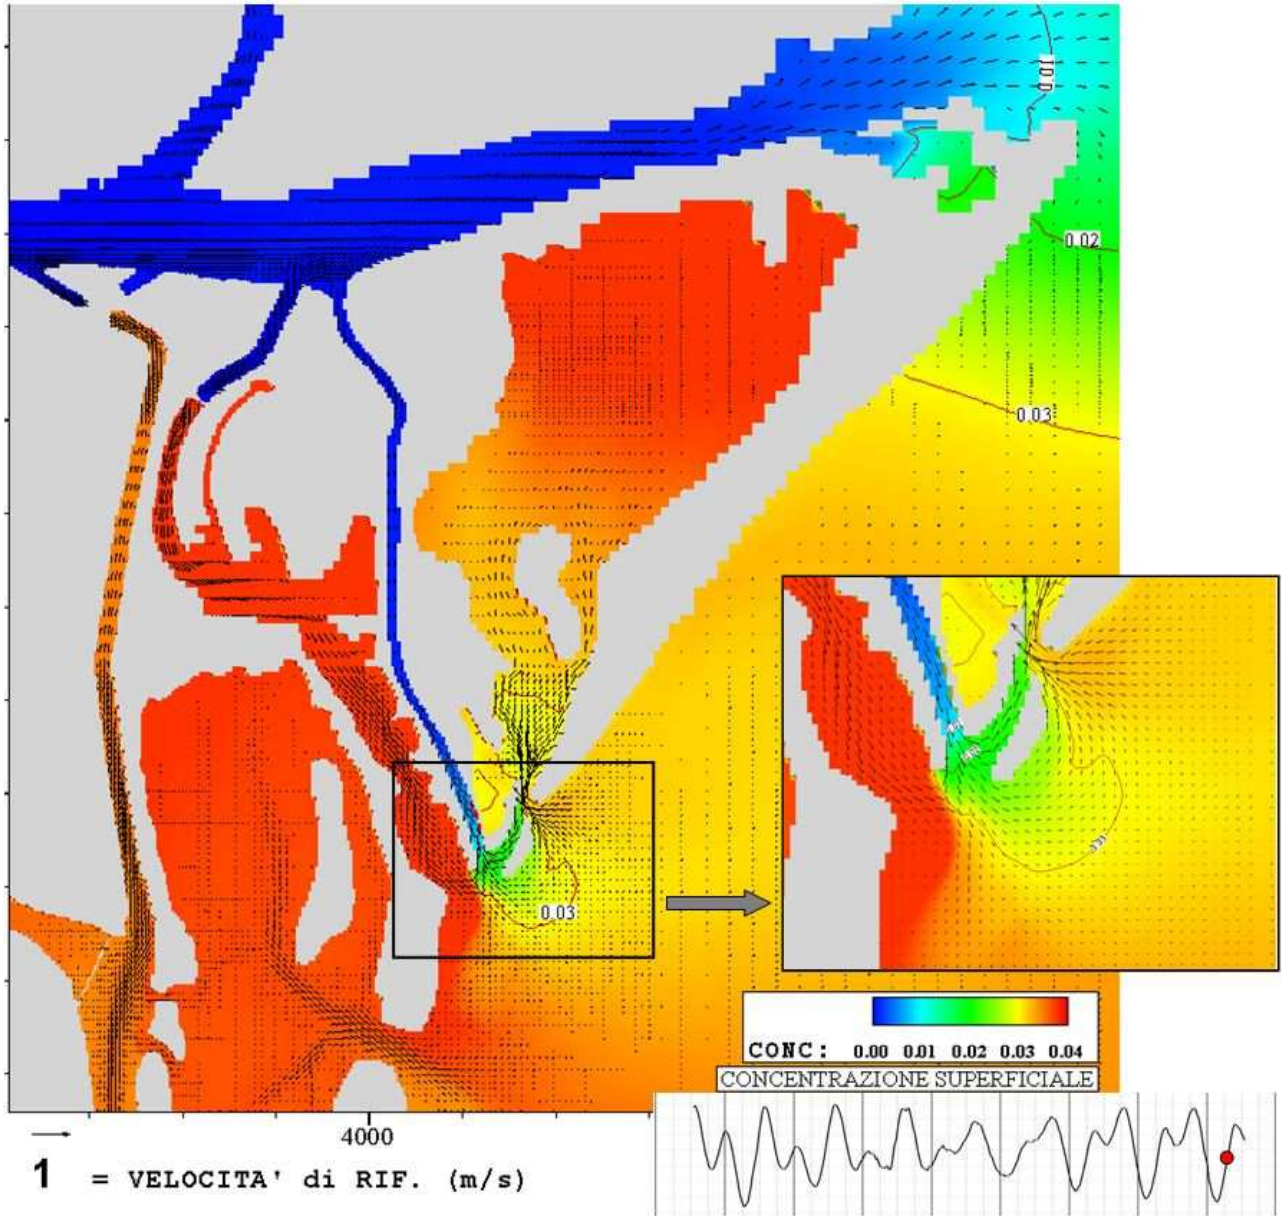 0.01
0.02
0.03
0.03
CONC: 0.00 0.01 0.02 0.03 0.04
CONCENTRAZIONE SUPERFICIALE
4000
1 = VELOCITA' di RIF. (m/s)